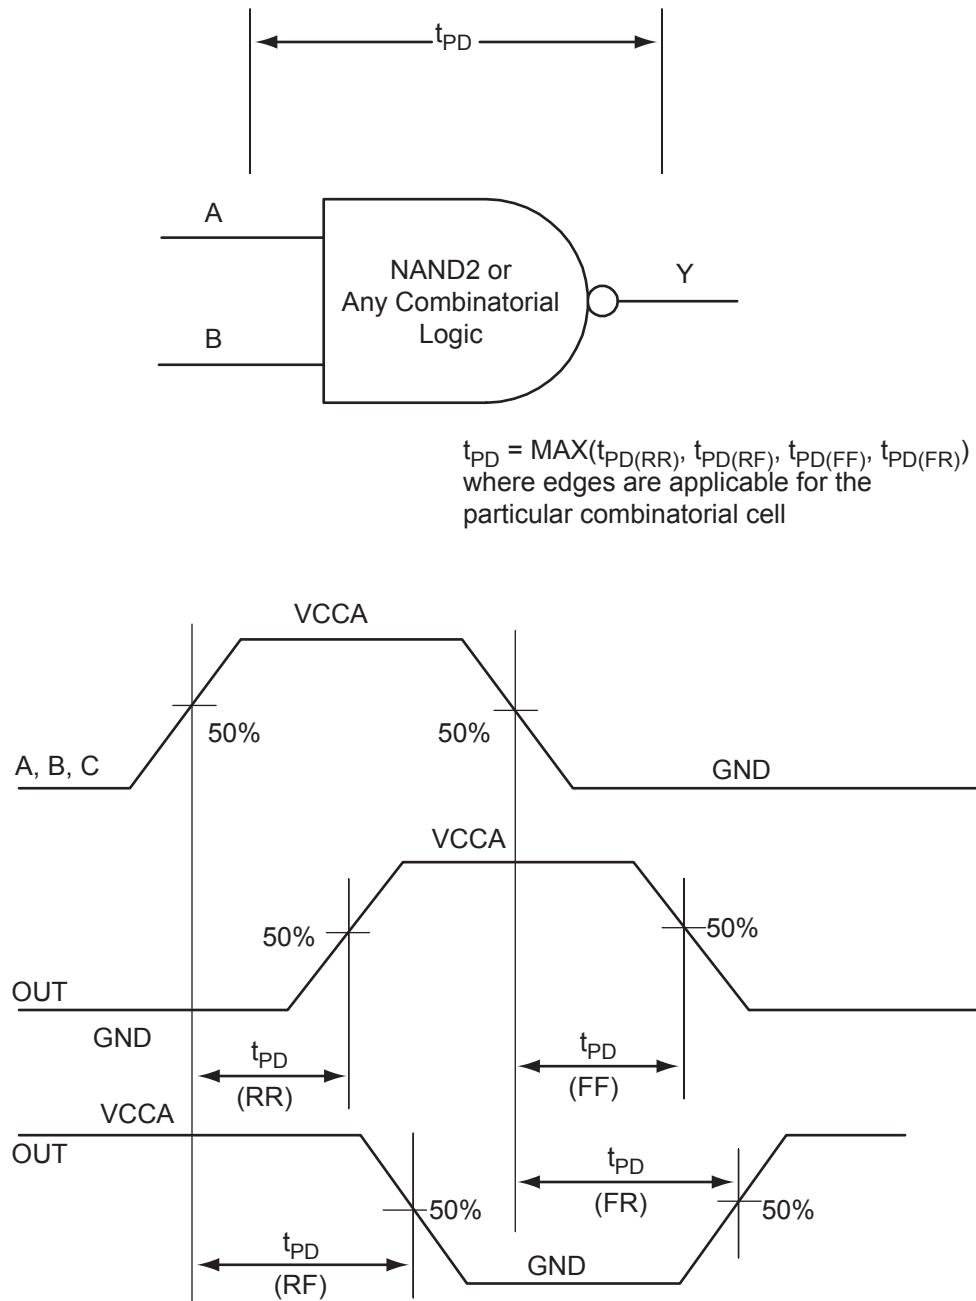 tPD
A
NAND2 or
Any Combinatorial
Logic
Y
B
tPD = MAX(tPD(RR), tPD(RF), tPD(FF), tPD(FR))
where edges are applicable for the
particular combinatorial cell
VCCA
50%
50%
A, B, C
GND
VCCA
50%
50%
OUT
GND
tPD
(RR)
tPD
(FF)
VCCA
OUT
tPD
(FR)
50%
50%
tPD
(RF)
GND